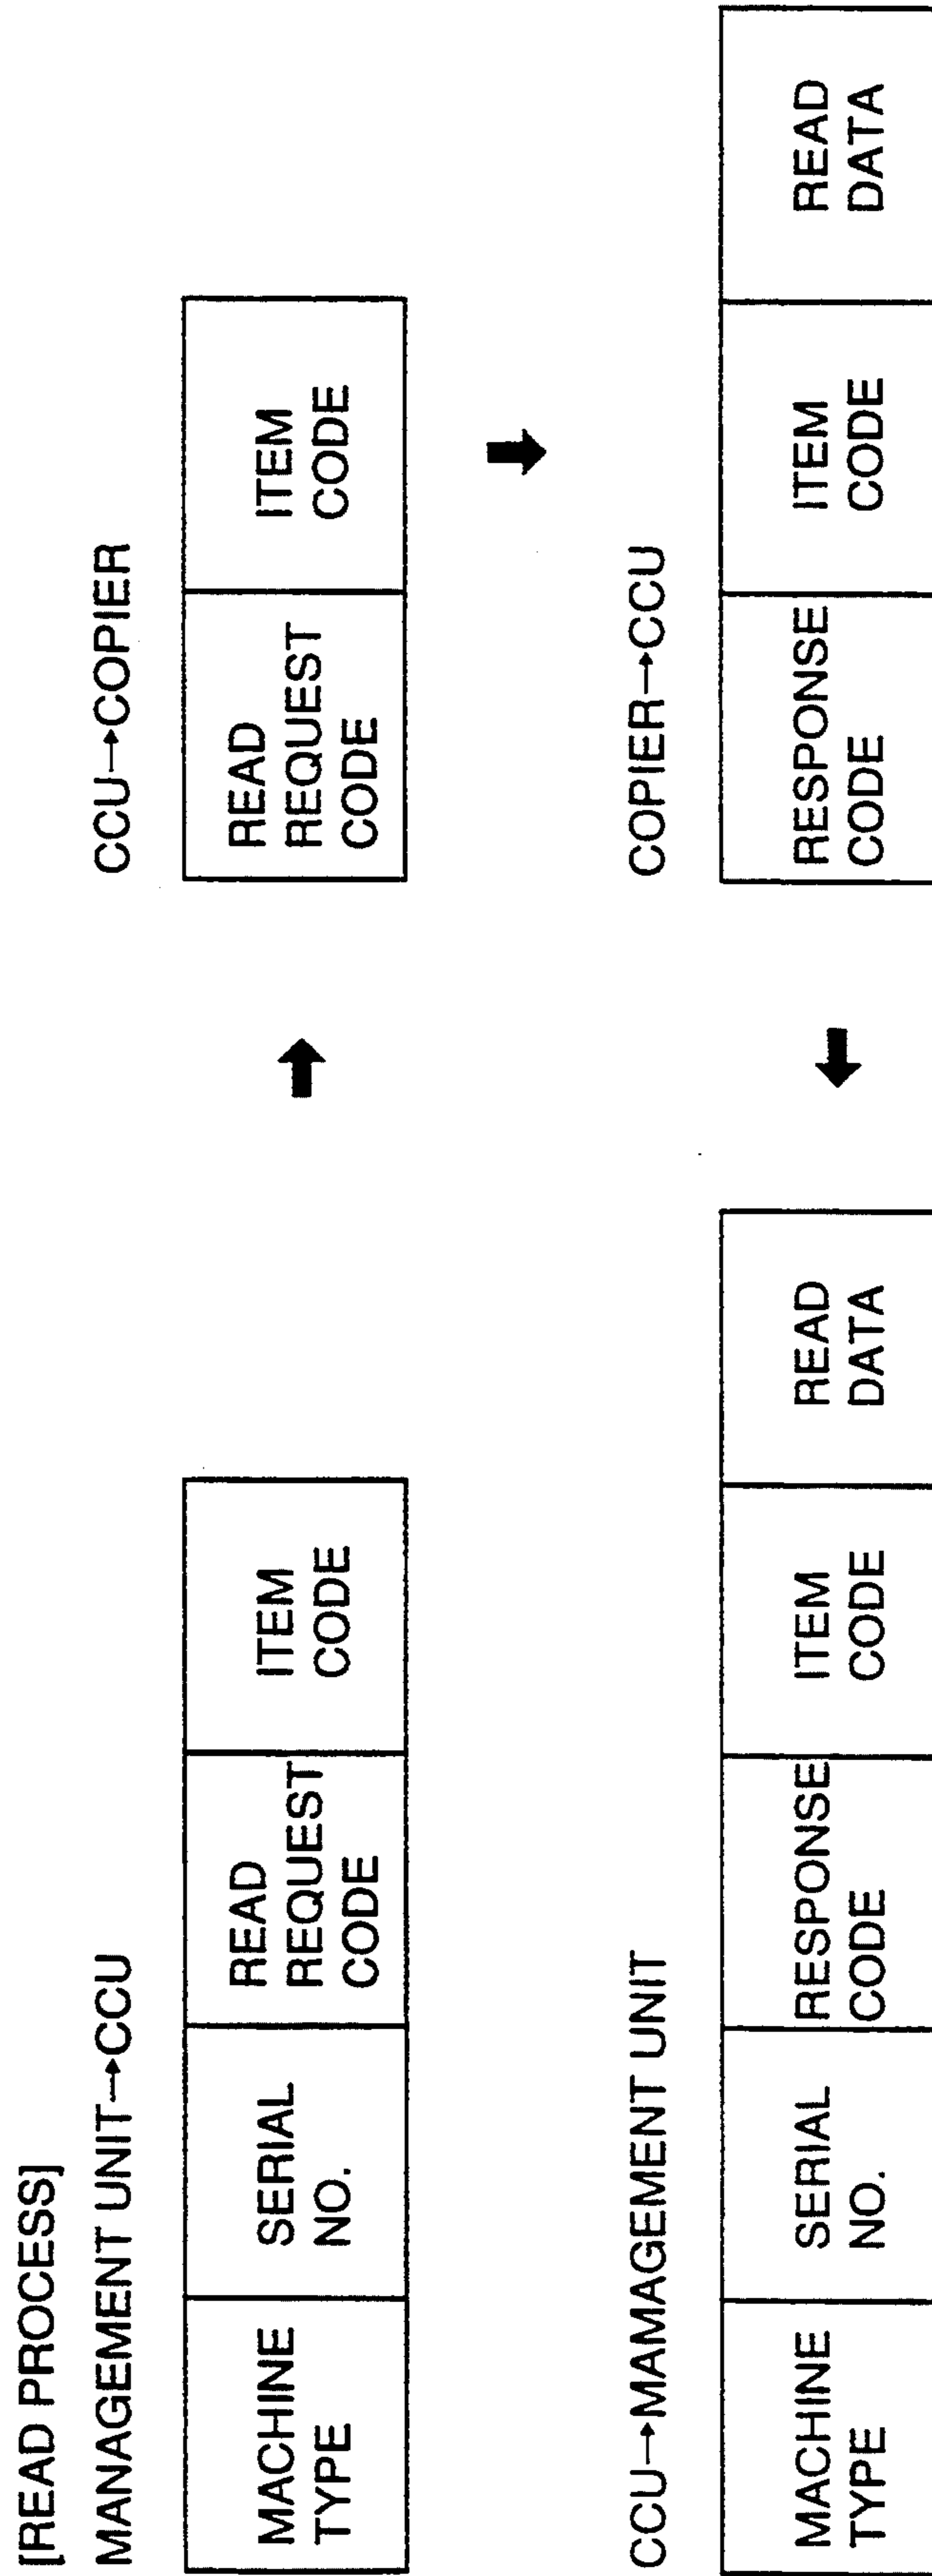 [READ PROCESS]
MANAGEMENT UNIT→CCU
MACHINE
TYPE
SERIAL
NO.
READ
REQUEST
CODE
ITEM
CODE
CCU→COPIER
READ
REQUEST
CODE
ITEM
CODE
COPIER→CCU
RESPONSE
CODE
ITEM
CODE
READ
DATA
CCU→MAMAGEMENT UNIT
MACHINE
TYPE
SERIAL
NO.
RESPONSE
CODE
ITEM
CODE
READ
DATA